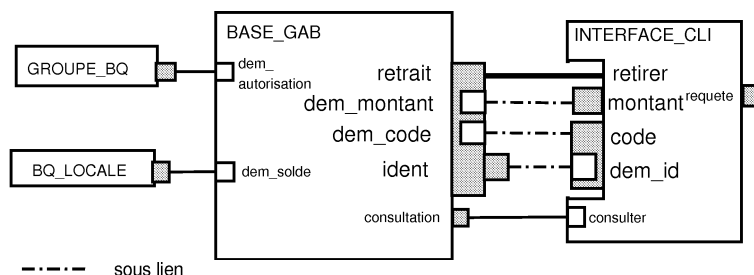 BASE_GAB
INTERFACE_CLI
GROUPE_BQ
dem_
autorisation
retrait
retirer
dem_montant
montant
requete
dem_code
code
BQ_LOCALE
dem_solde
ident
dem_id
consultation
consulter
sous lien